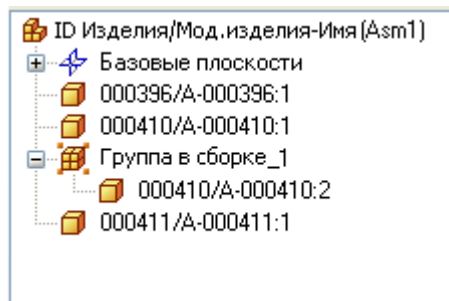 ID Изделия/Мод.изделия-Имя (Asm1)
Базовые плоскости
000396/A-000396:1
000410/A-000410:1
Группа в сборке_1
000410/A-000410:2
000411/A-000411:1